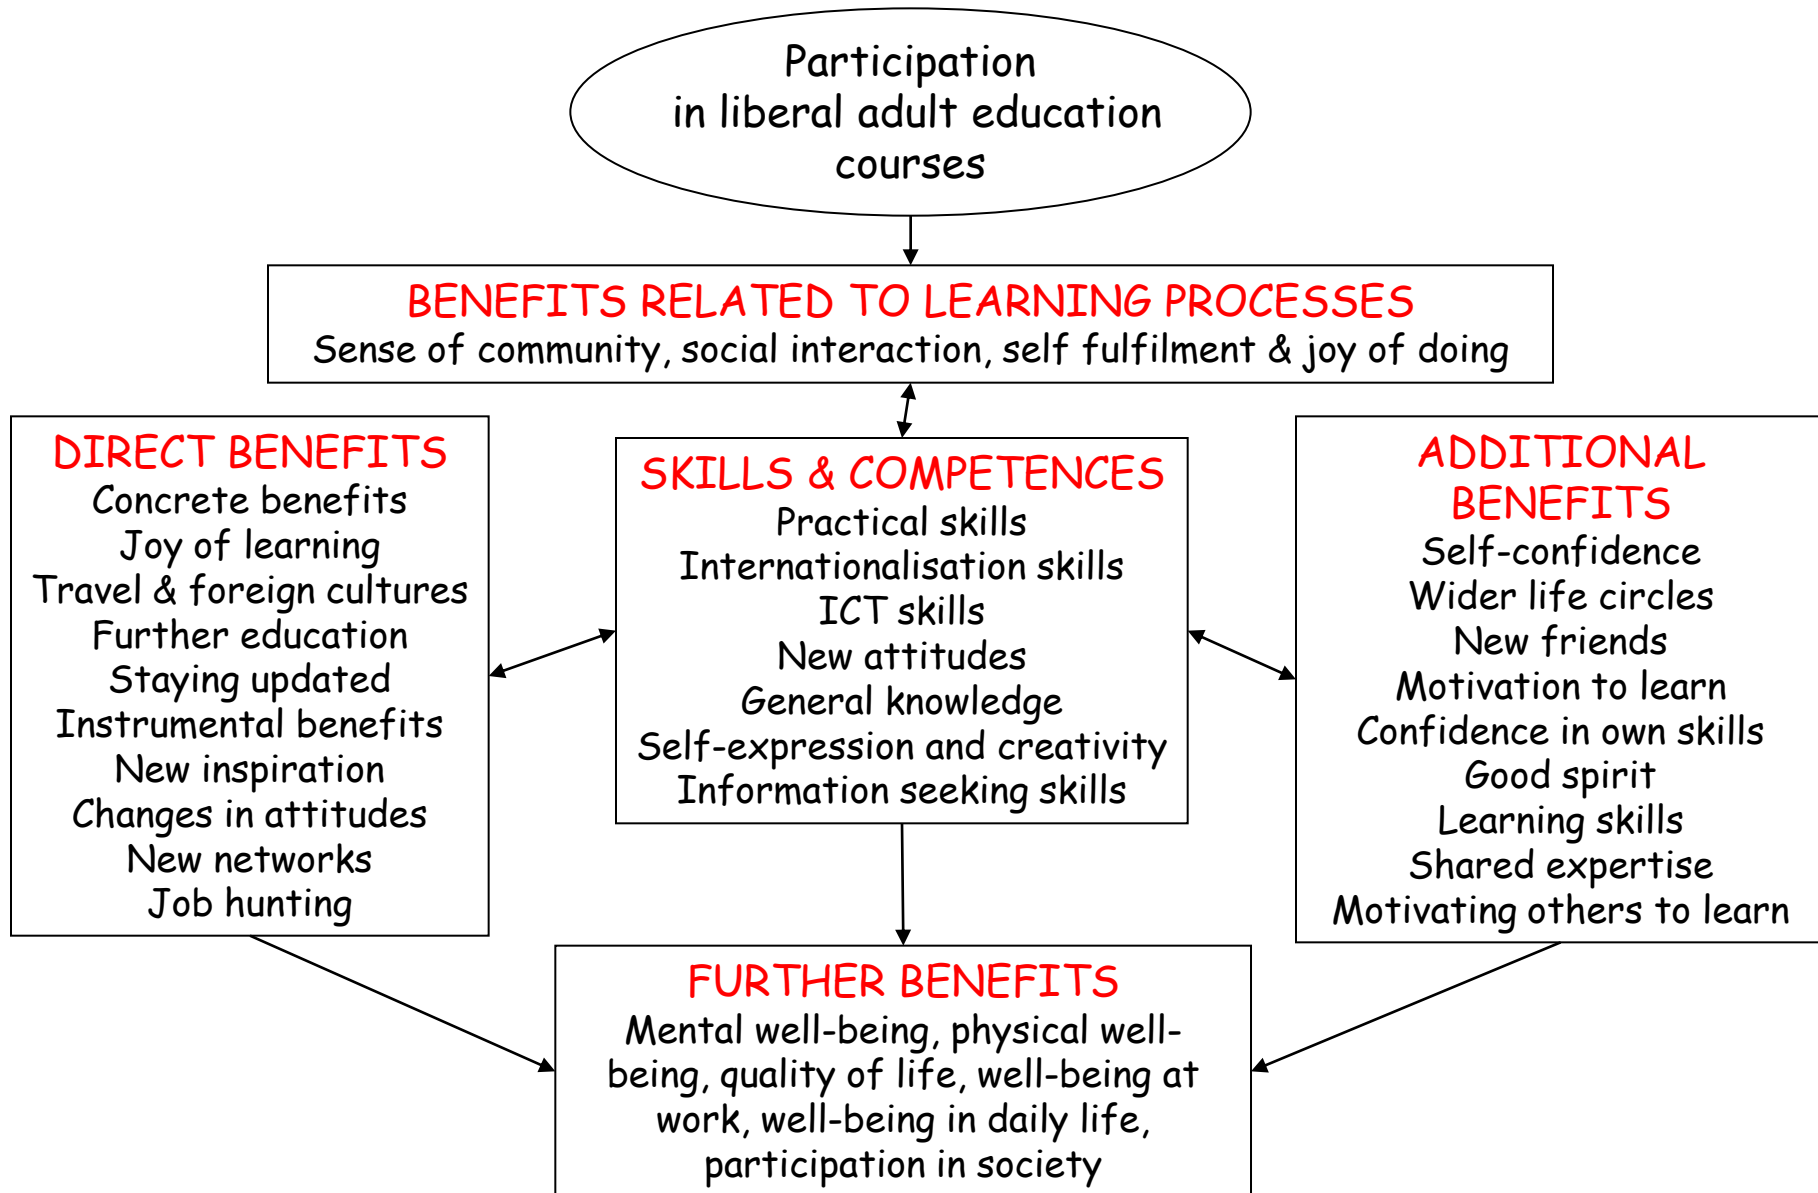 Participation
in liberal adult education
courses
BENEFITS RELATED TO LEARNING PROCESSES
Sense of community, social interaction, self fulfilment & joy of doing
DIRECT BENEFITS
Concrete benefits
Joy of learning
Travel & foreign cultures
Further education
Staying updated
Instrumental benefits
New inspiration
Changes in attitudes
New networks
Job hunting
SKILLS & COMPETENCES
Practical skills
Internationalisation skills
ICT skills
New attitudes
General knowledge
Self-expression and creativity
Information seeking skills
ADDITIONAL
BENEFITS
Self-confidence
Wider life circles
New friends
Motivation to learn
Confidence in own skills
Good spirit
Learning skills
Shared expertise
Motivating others to learn
FURTHER BENEFITS
Mental well-being, physical well-
being, quality of life, well-being at
work, well-being in daily life,
participation in society